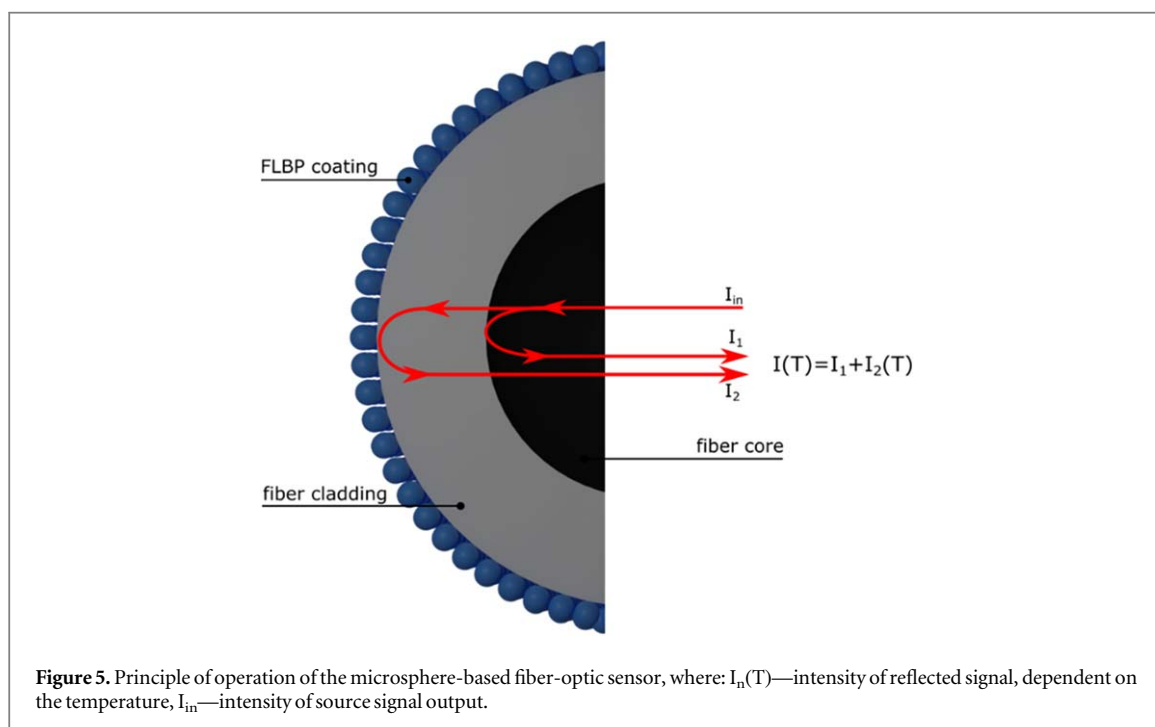 FLBP coating
I_in
I_1
I(T)=I_1+I_2(T)
I_2
fiber core
fiber cladding
Figure 5. Principle of operation of the microsphere-based fiber-optic sensor, where: I_n(T)—intensity of reflected signal, dependent on
the temperature, I_in—intensity of source signal output.